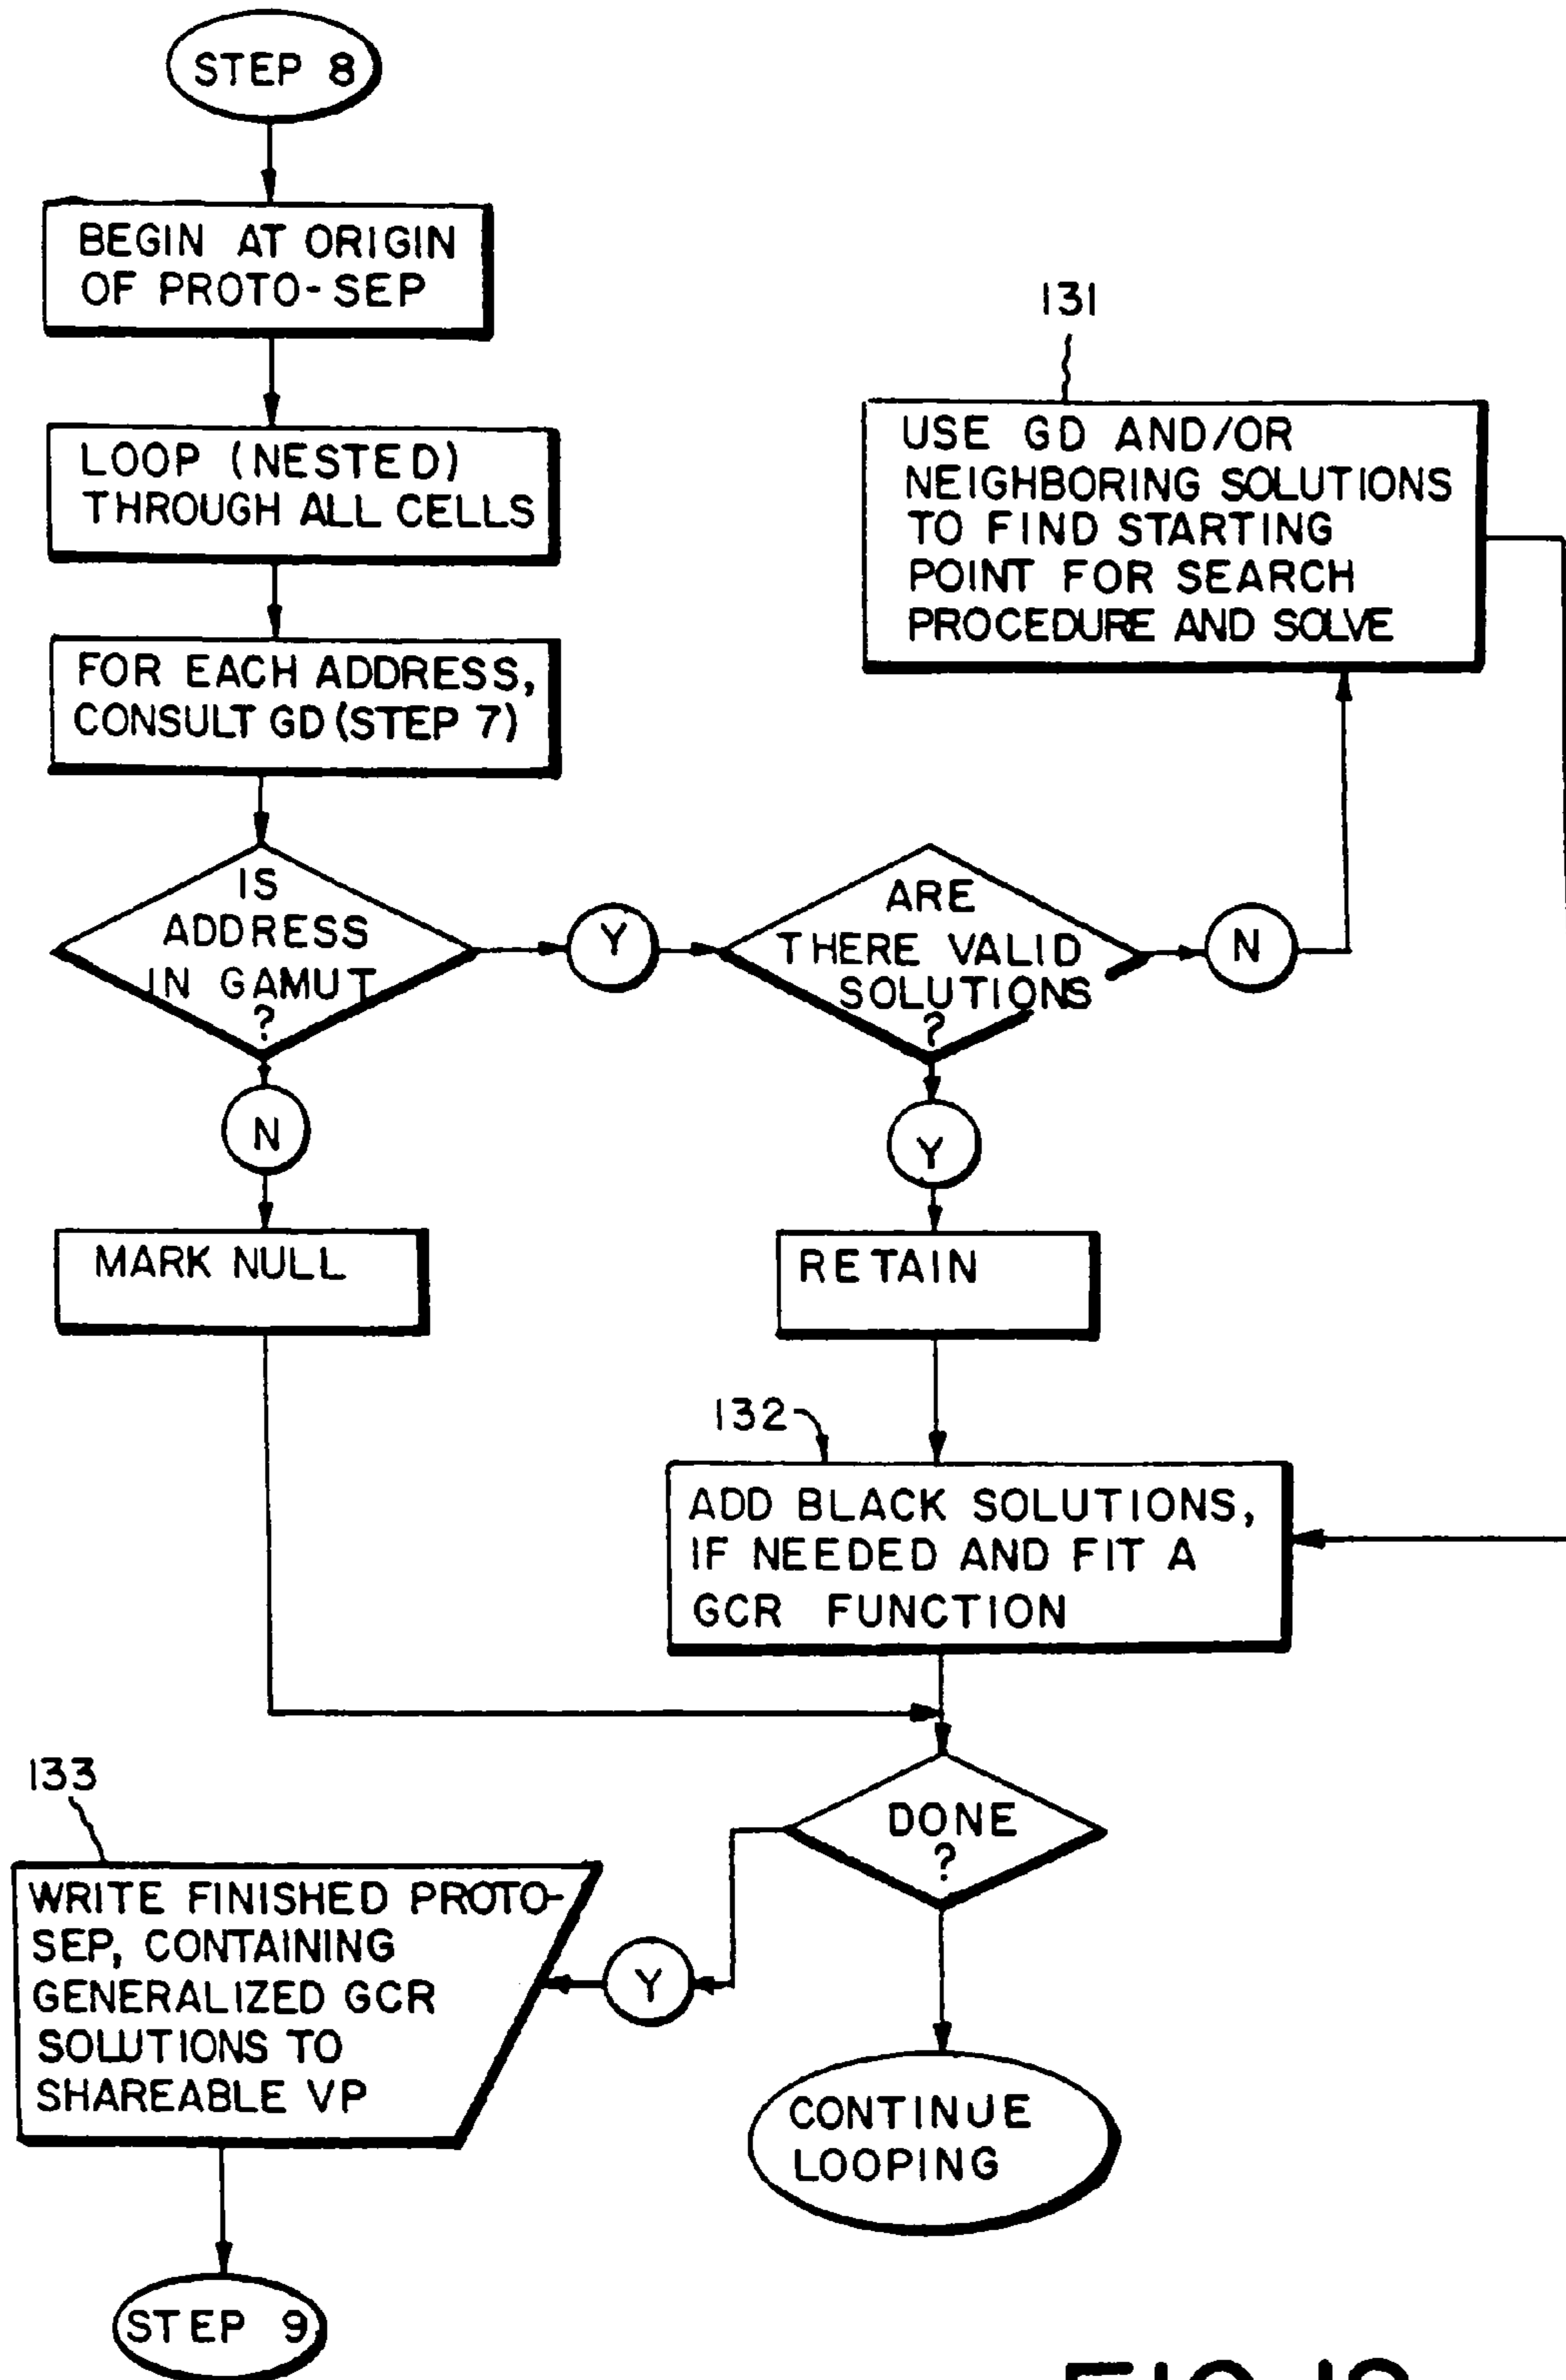 STEP 8
BEGIN AT ORIGIN
OF PROTO-SEP
LOOP (NESTED)
THROUGH ALL CELLS
FOR EACH ADDRESS,
CONSULT GD (STEP 7)
131
USE GD AND/OR
NEIGHBORING SOLUTIONS
TO FIND STARTING
POINT FOR SEARCH
PROCEDURE AND SOLVE
IS
ADDRESS
IN GAMUT
?
Y
ARE
THERE VALID
SOLUTIONS
?
N
N
Y
MARK NULL
RETAIN
132
ADD BLACK SOLUTIONS,
IF NEEDED AND FIT A
GCR FUNCTION
DONE
?
133
WRITE FINISHED PROTO-
SEP, CONTAINING
GENERALIZED GCR
SOLUTIONS TO
SHAREABLE VP
Y
CONTINUE
LOOPING
STEP 9